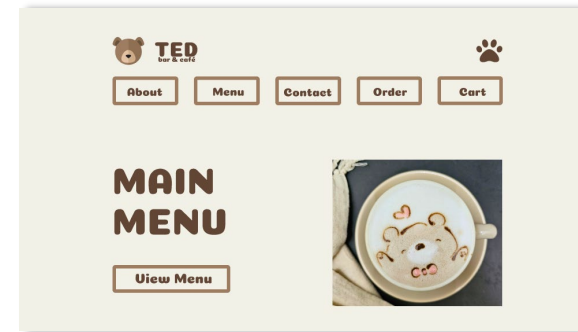 TED
bar & café
About Menu Contact Order Cart
MAIN
MENU
View Menu